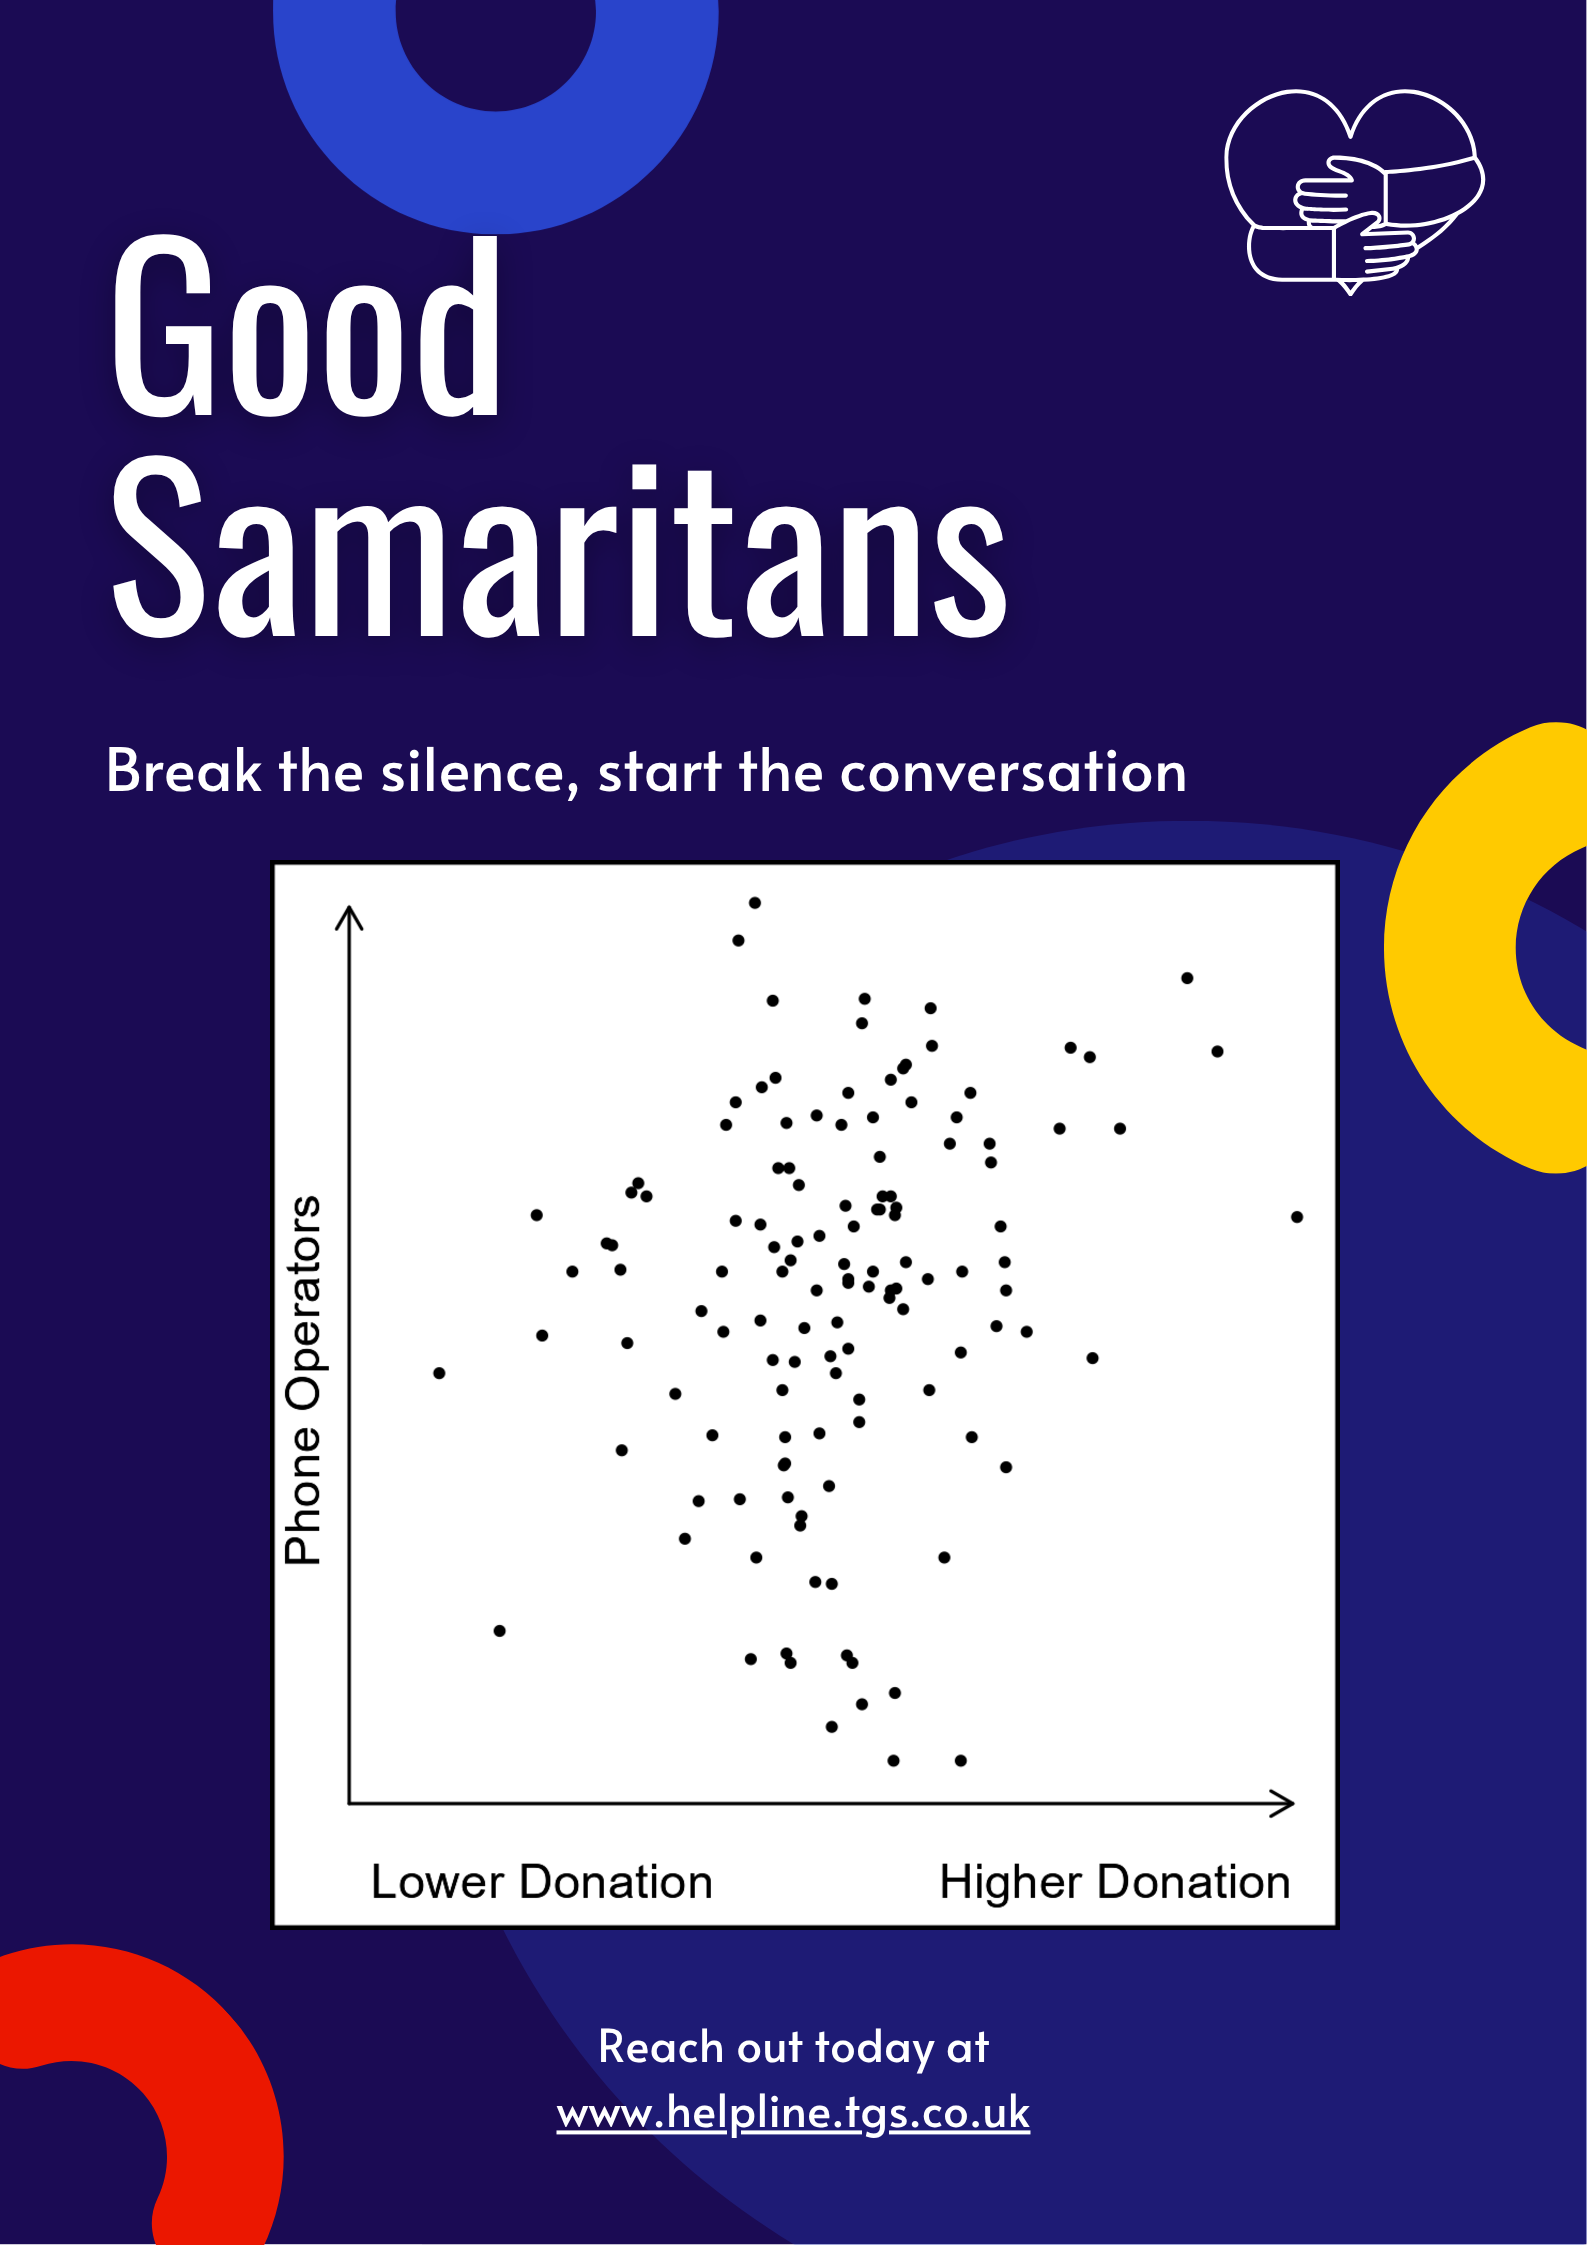 Good
Samaritans
Break the silence, start the conversation
Phone Operators
Lower Donation
Higher Donation
Reach out today at
www.helpline.tgs.co.uk